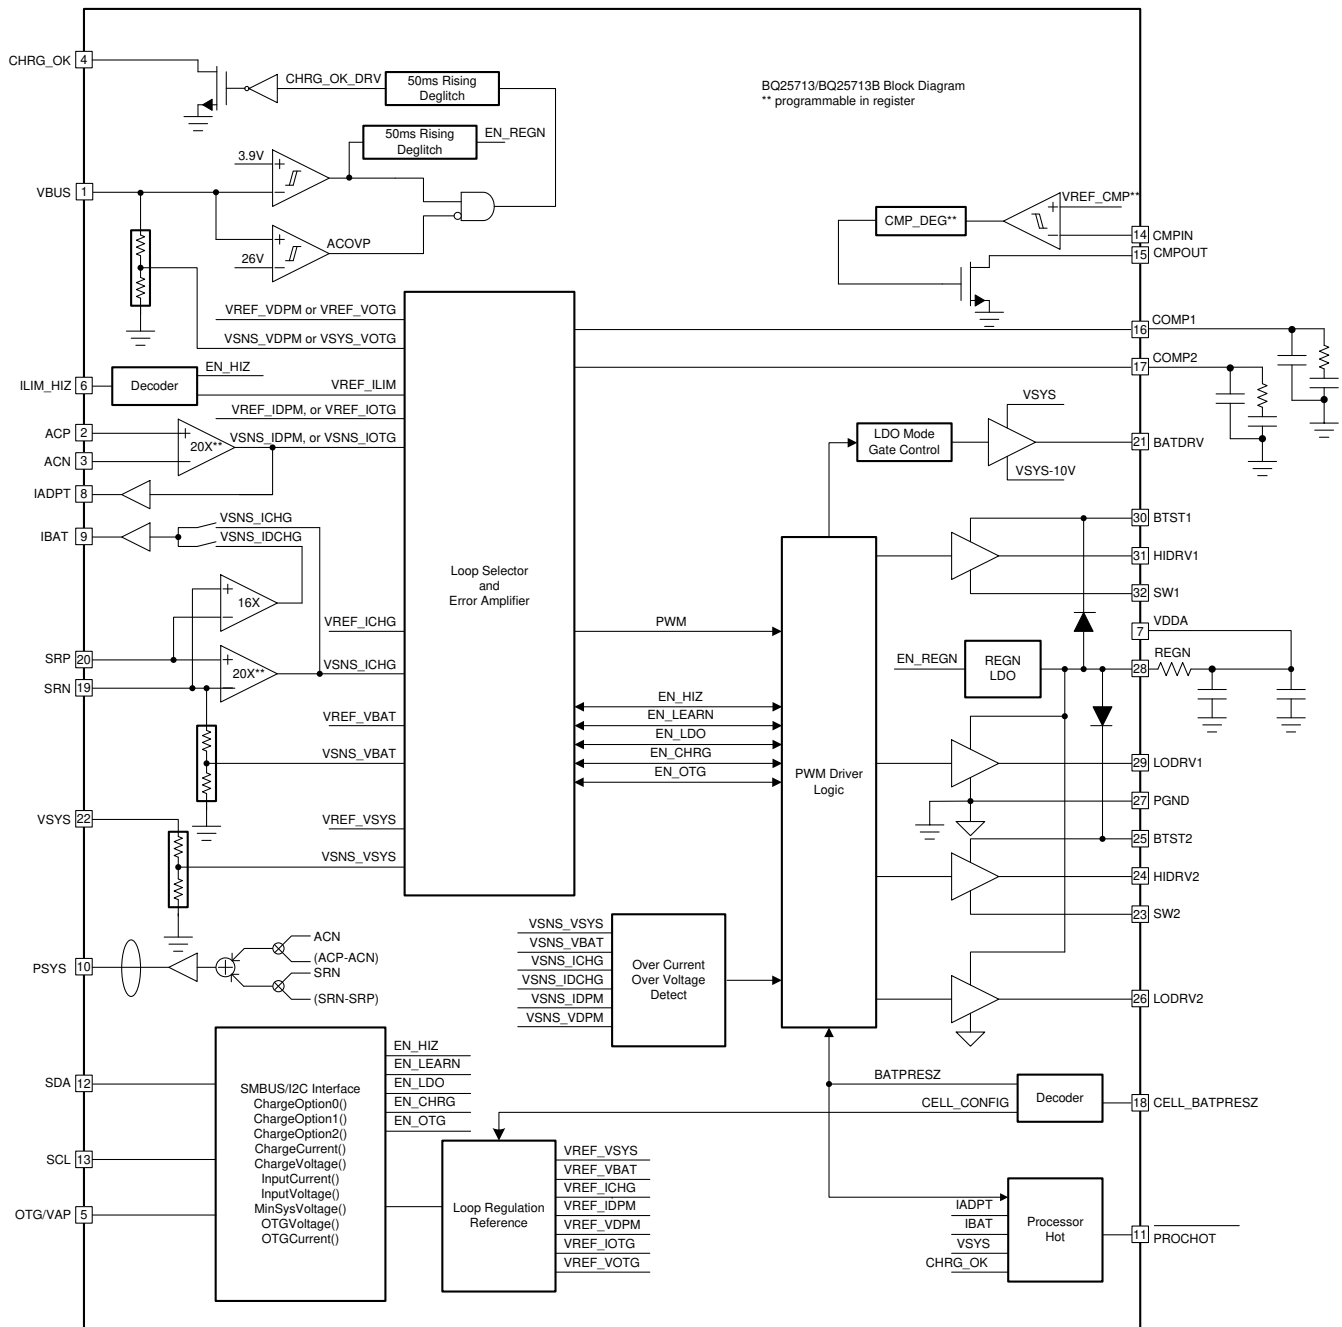 BQ25713/BQ25713B Block Diagram
** programmable in register
CHRG_OK
4
CHRG_OK_DRV
50ms Rising
Deglitch
50ms Rising
Deglitch
EN_REGN
3.9V
+
−
VBUS
1
+
26V
−
ACOVP
VREF_CMP**
+
−
CMP_DEG**
14
CMPIN
15
CMPOUT
VREF_VDPM or VREF_VOTG
VSNS_VDPM or VSYS_VOTG
16
COMP1
17
COMP2
ILIM_HIZ
6
Decoder
EN_HIZ
VREF_ILIM
VREF_IDPM, or VREF_IOTG
ACP
2
+
20X**
−
VSNS_IDPM, or VSNS_IOTG
ACN
3
IADPT
8
IBAT
9
VSNS_ICHG
VSNS_IDCHG
Loop Selector
and
Error Amplifier
+
16X
−
VREF_ICHG
SRP
20
+
20X**
−
VSNS_ICHG
SRN
19
VREF_VBAT
VSNS_VBAT
VSYS
22
VREF_VSYS
VSNS_VSYS
PWM
EN_HIZ
EN_LEARN
EN_LDO
EN_CHRG
EN_OTG
PWM Driver
Logic
LDO Mode
Gate Control
VSYS
VSYS-10V
21
BATDRV
30
BTST1
31
HIDRV1
32
SW1
7
VDDA
EN_REGN
REGN
LDO
28
REGN
29
LODRV1
27
PGND
25
BTST2
24
HIDRV2
23
SW2
26
LODRV2
PSYS
10
ACN
(ACP-ACN)
SRN
(SRN-SRP)
VSNS_VSYS
VSNS_VBAT
VSNS_ICHG
VSNS_IDCHG
VSNS_IDPM
VSNS_VDPM
Over Current
Over Voltage
Detect
SDA
12
SCL
13
OTG/VAP
5
SMBUS/I2C Interface
ChargeOption0()
ChargeOption1()
ChargeOption2()
ChargeCurrent()
ChargeVoltage()
InputCurrent()
InputVoltage()
MinSysVoltage()
OTGVoltage()
OTGCurrent()
EN_HIZ
EN_LEARN
EN_LDO
EN_CHRG
EN_OTG
Loop Regulation
Reference
VREF_VSYS
VREF_VBAT
VREF_ICHG
VREF_IDPM
VREF_VDPM
VREF_IOTG
VREF_VOTG
BATPRESZ
CELL_CONFIG
Decoder
18
CELL_BATPRESZ
IADPT
IBAT
VSYS
CHRG_OK
Processor
Hot
11
PROCHOT